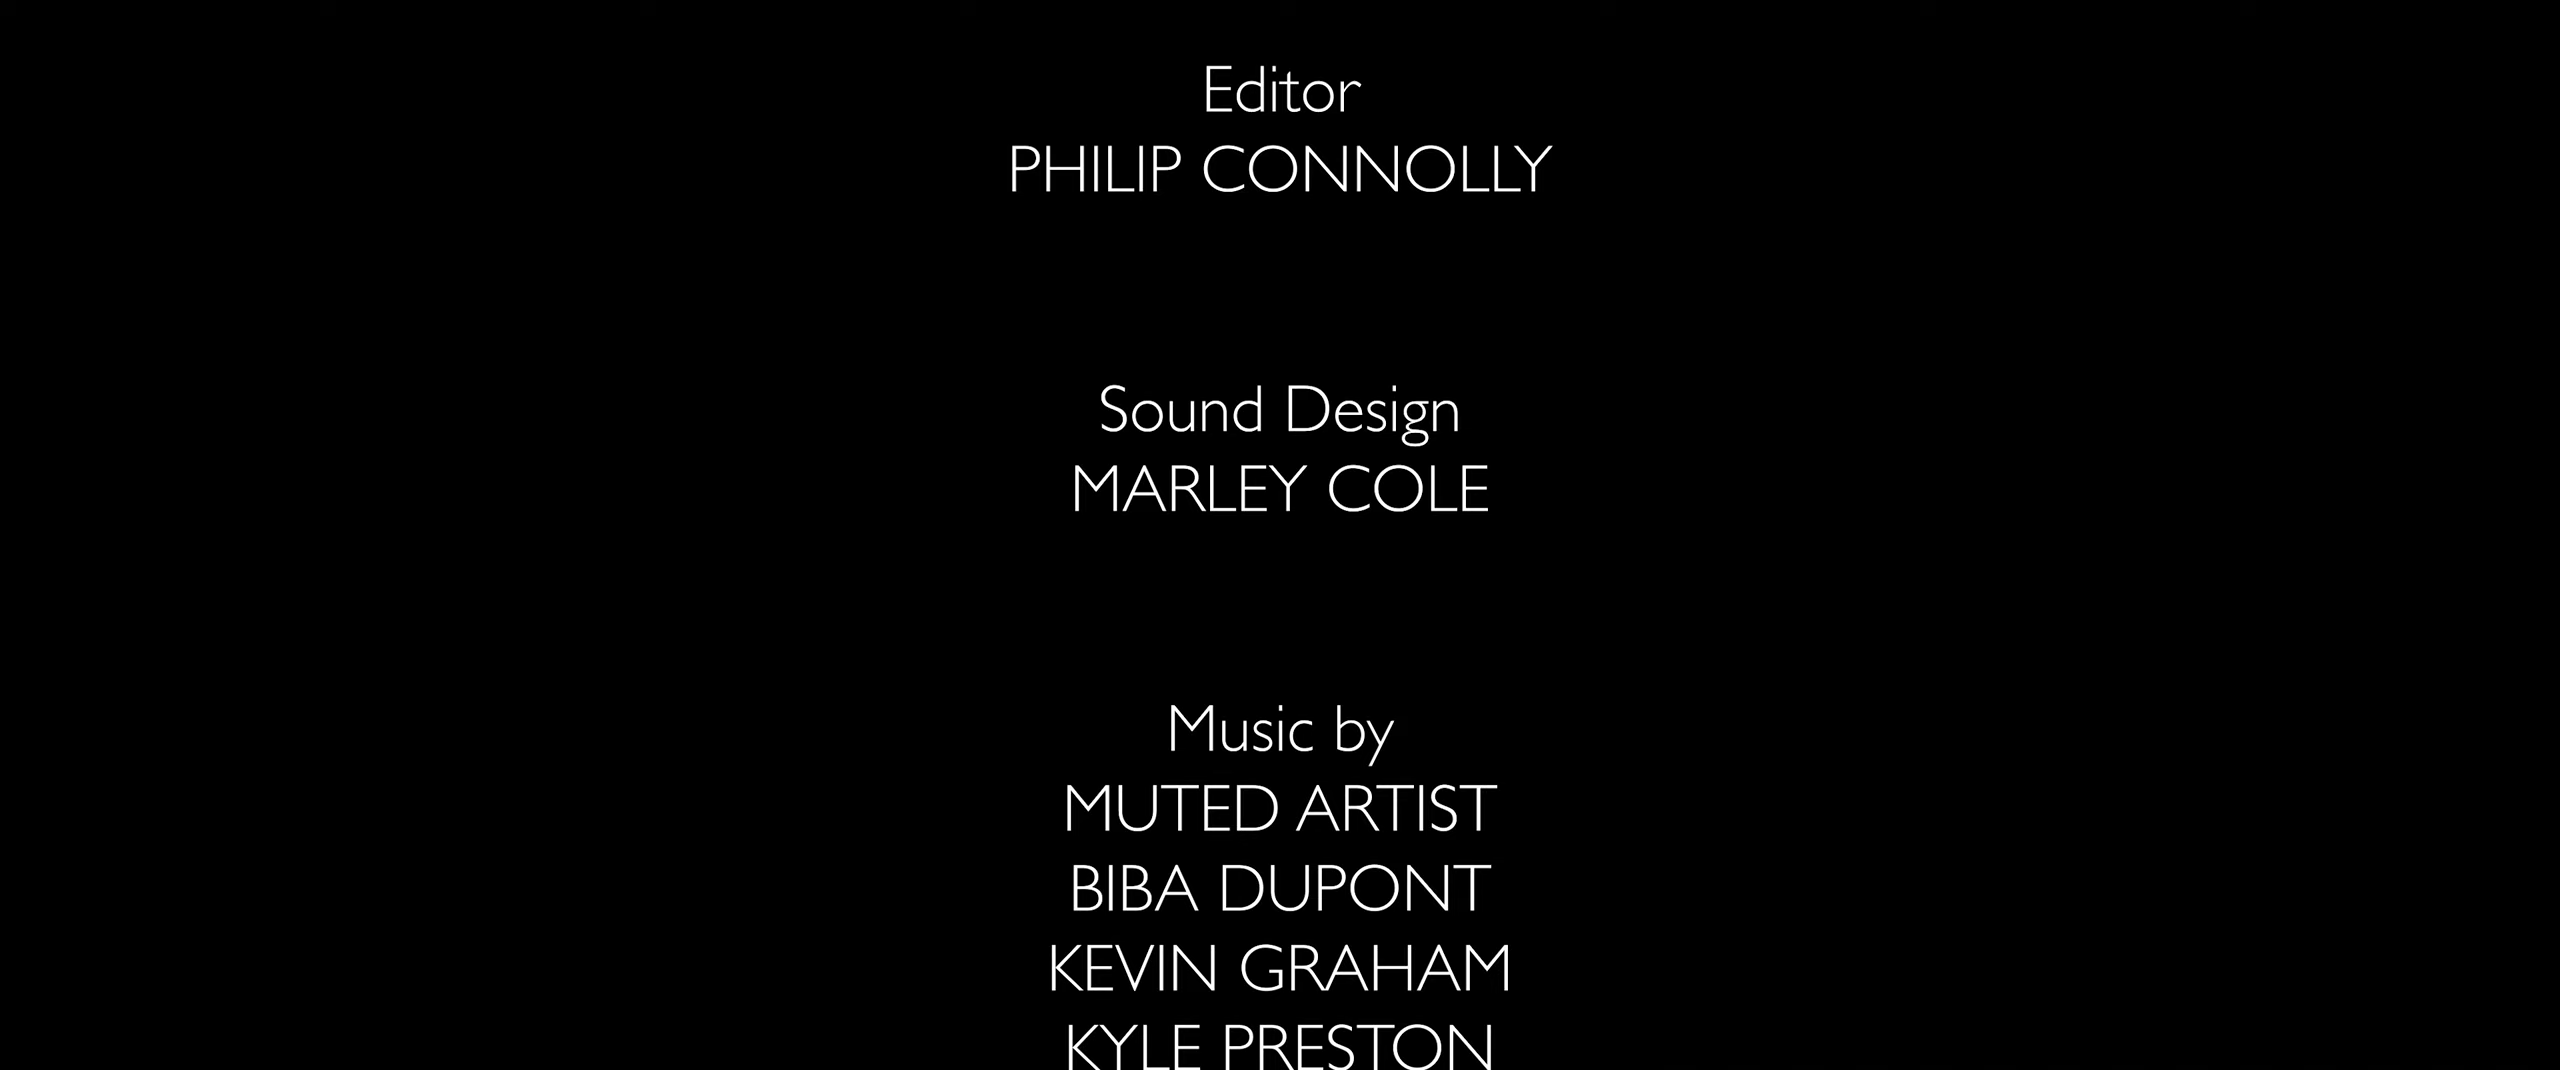 Editor
PHILIP CONNOLLY
Sound Design
MARLEY COLE
Music by
MUTED ARTIST
BIBA DUPONT
KEVIN GRAHAM
KYLE PRESTON